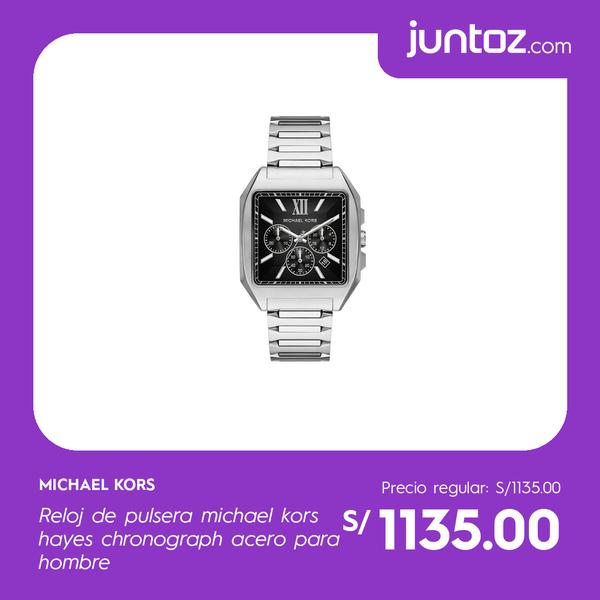 juntoz.com
XII
MICHAEL KORS
MICHAEL KORS
Precio regular: S/1135.00
Reloj de pulsera michael kors
hayes chronograph acero para
hombre
S/ 1135.00